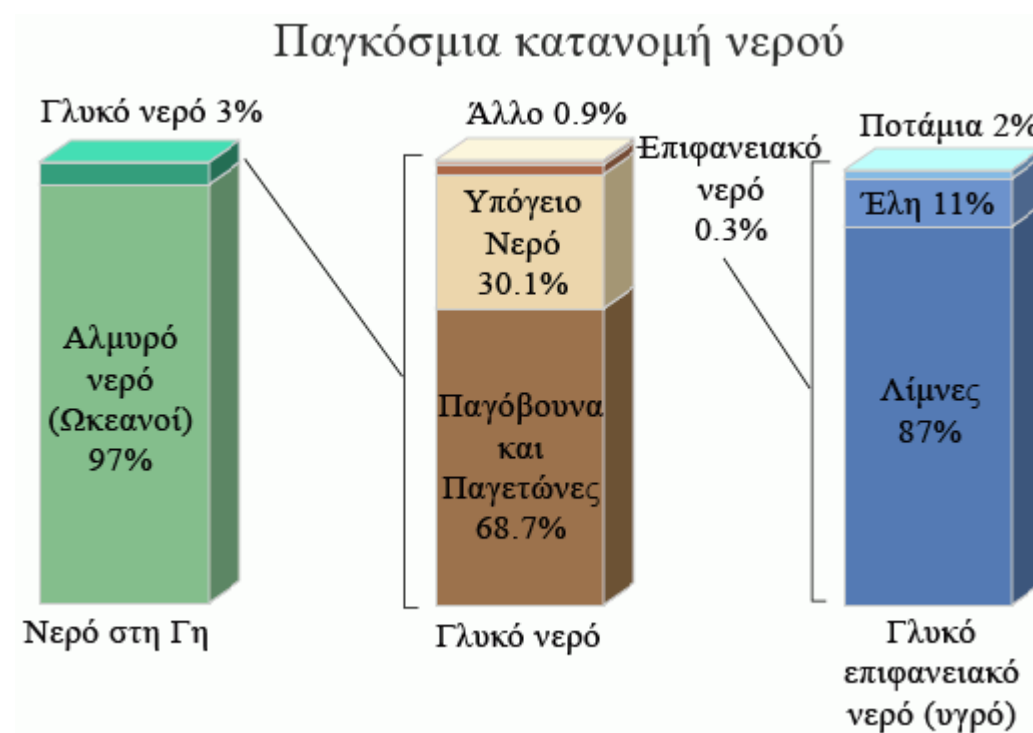 Παγκόσμια κατανομή νερού
Γλυκό νερό 3%
Αλμυρό
νερό
(Ωκεανοί)
97%
Νερό στη Γη
Άλλο 0.9%
Επιφανειακό
νερό
0.3%
Υπόγειο
Νερό
30.1%
Παγόβουνα
και
Παγετώνες
68.7%
Γλυκό νερό
Ποτάμια 2%
Έλη 11%
Λίμνες
87%
Γλυκό
επιφανειακό
νερό (υγρό)